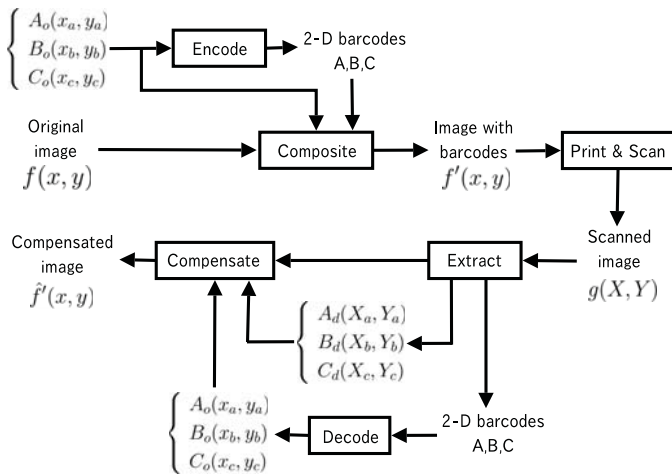 A_o(x_a, y_a)
B_o(x_b, y_b)
C_o(x_c, y_c)
Encode
2-D barcodes
A,B,C
Original
image
f(x, y)
Composite
Image with
barcodes
f'(x, y)
Print & Scan
Compensated
image
f̂'(x, y)
Compensate
Extract
Scanned
image
g(X, Y)
A_d(X_a, Y_a)
B_d(X_b, Y_b)
C_d(X_c, Y_c)
A_o(x_a, y_a)
B_o(x_b, y_b)
C_o(x_c, y_c)
Decode
2-D barcodes
A,B,C